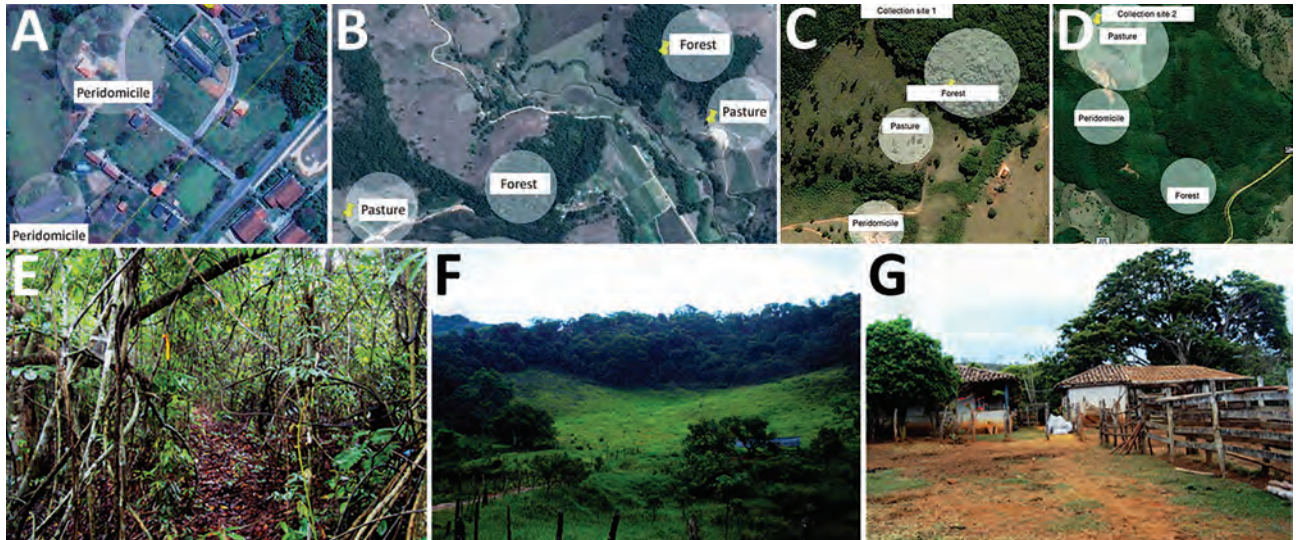 A
Peridomicile
Peridomicile
B
Forest
Pasture
Forest
Pasture
C
Collection site 1
Forest
Pasture
Peridomicile
D
Collection site 2
Pasture
Peridomicile
Forest
E
F
G